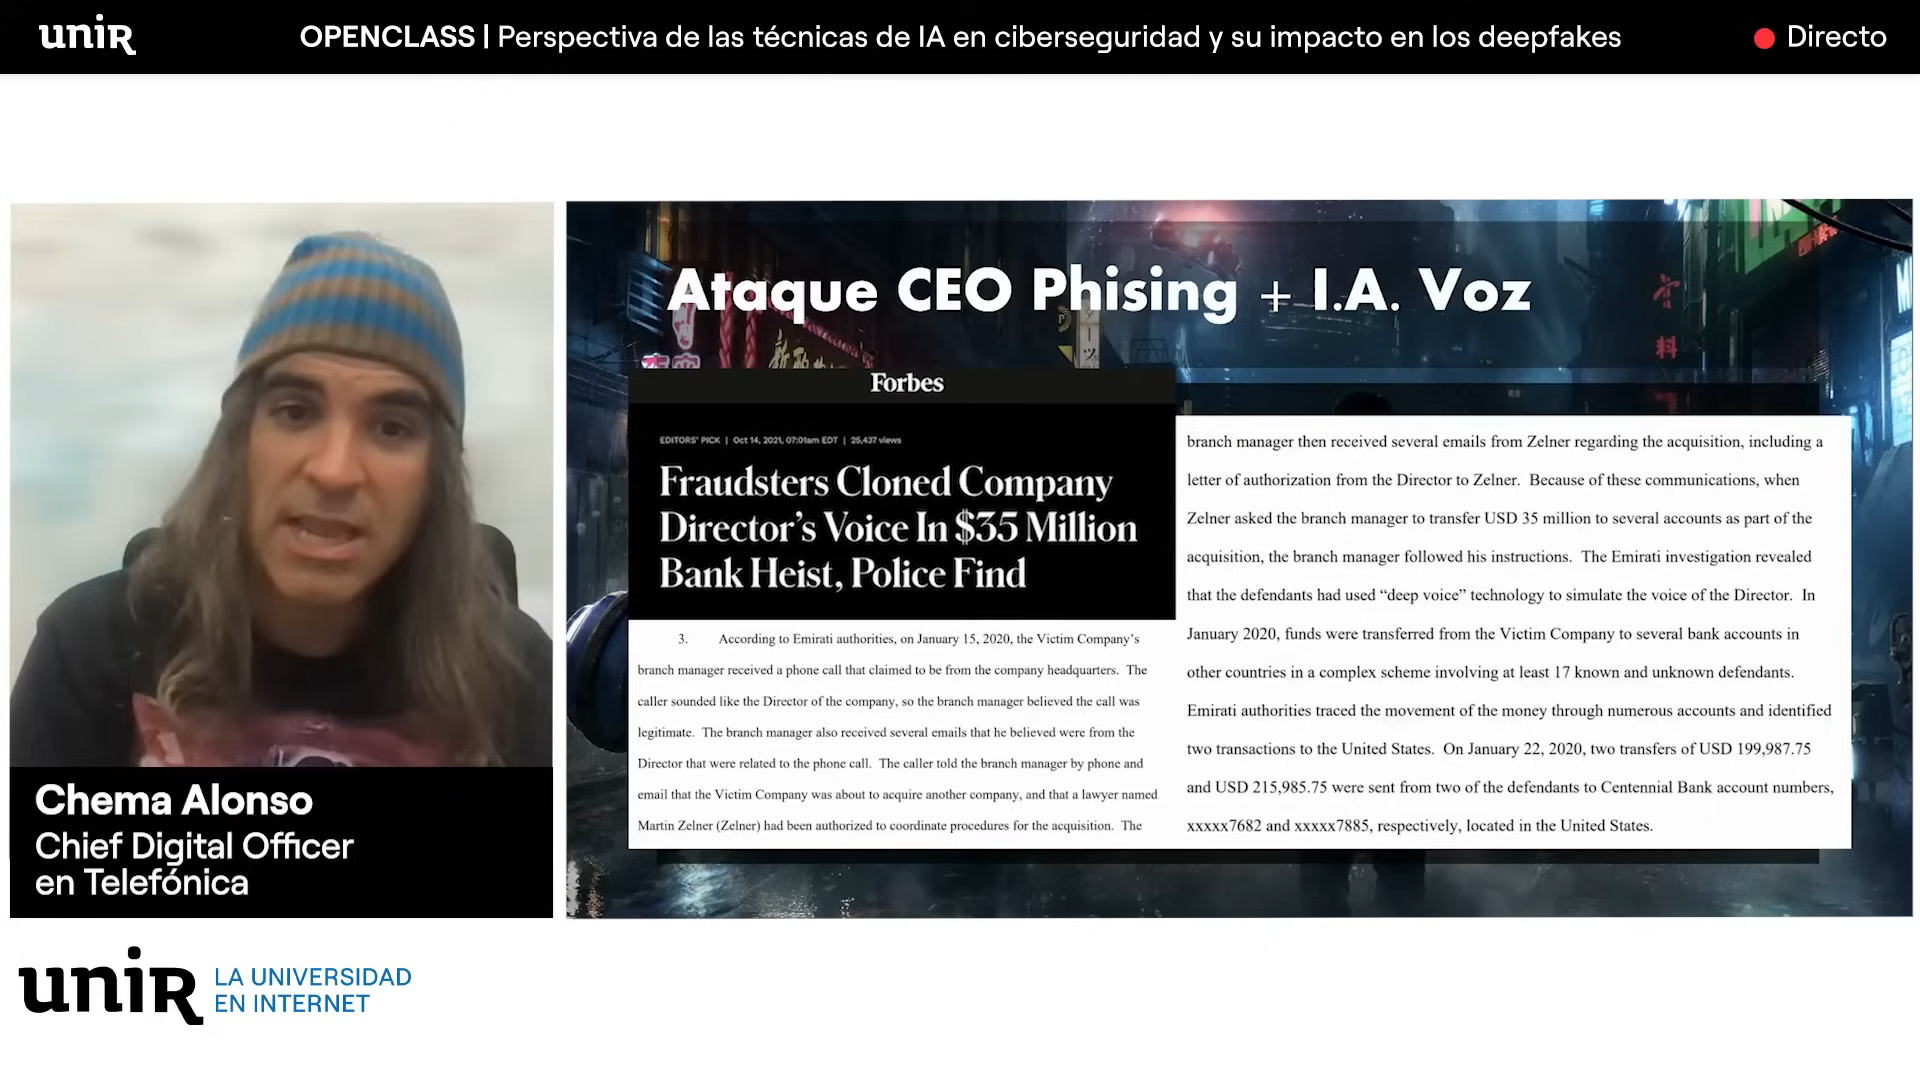 unir
OPENCLASS | Perspectiva de las técnicas de IA en ciberseguridad y su impacto en los deepfakes
Directo
Ataque CEO Phising + I.A. Voz
Forbes
EDITORS' PICK | Oct 14, 2021, 07:01am EDT | 25,437 views
Fraudsters Cloned Company
Director's Voice In $35 Million
Bank Heist, Police Find
3. According to Emirati authorities, on January 15, 2020, the Victim Company's
branch manager received a phone call that claimed to be from the company headquarters. The
caller sounded like the Director of the company, so the branch manager believed the call was
legitimate. The branch manager also received several emails that he believed were from the
Director that were related to the phone call. The caller told the branch manager by phone and
email that the Victim Company was about to acquire another company, and that a lawyer named
Martin Zelner (Zelner) had been authorized to coordinate procedures for the acquisition. The
branch manager then received several emails from Zelner regarding the acquisition, including a
letter of authorization from the Director to Zelner. Because of these communications, when
Zelner asked the branch manager to transfer USD 35 million to several accounts as part of the
acquisition, the branch manager followed his instructions. The Emirati investigation revealed
that the defendants had used “deep voice” technology to simulate the voice of the Director. In
January 2020, funds were transferred from the Victim Company to several bank accounts in
other countries in a complex scheme involving at least 17 known and unknown defendants.
Emirati authorities traced the movement of the money through numerous accounts and identified
two transactions to the United States. On January 22, 2020, two transfers of USD 199,987.75
and USD 215,985.75 were sent from two of the defendants to Centennial Bank account numbers,
xxxxx7682 and xxxxx7885, respectively, located in the United States.
Chema Alonso
Chief Digital Officer
en Telefónica
unir
LA UNIVERSIDAD
EN INTERNET